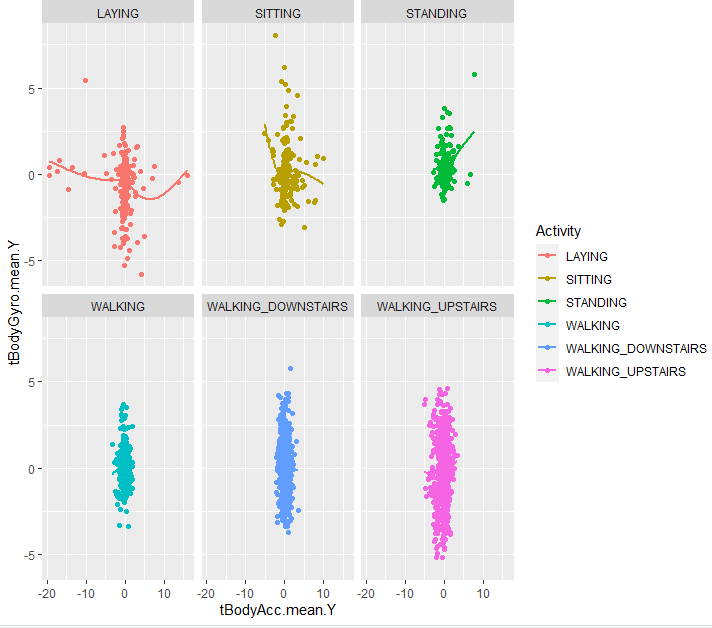 LAYING SITTING STANDING
5
0
-5
WALKING WALKING_DOWNSTAIRS WALKING_UPSTAIRS
5
0
-5
-20 -10 0 10 -20 -10 0 10 -20 -10 0 10
tBodyAcc.mean.Y
tBodyGyro.mean.Y
Activity
LAYING
SITTING
STANDING
WALKING
WALKING_DOWNSTAIRS
WALKING_UPSTAIRS